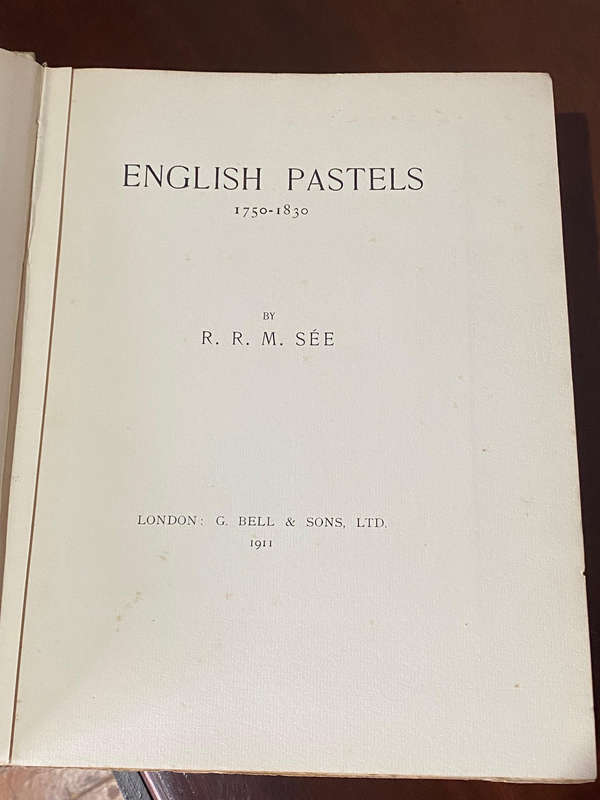 ENGLISH PASTELS
1750-1830
BY
R. R. M. SÉE
LONDON: G. BELL & SONS, LTD.
1911